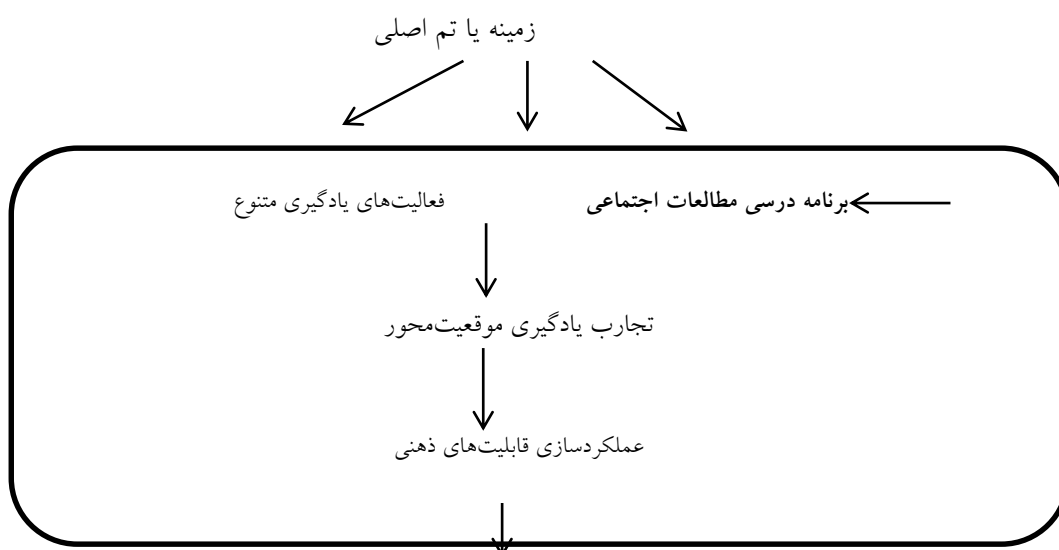 زمینه یا تم اصلی
برنامه درسی مطالعات اجتماعی
فعالیت‌های یادگیری متنوع
تجارب یادگیری موقعیت‌محور
عملکردسازی قابلیت‌های ذهنی